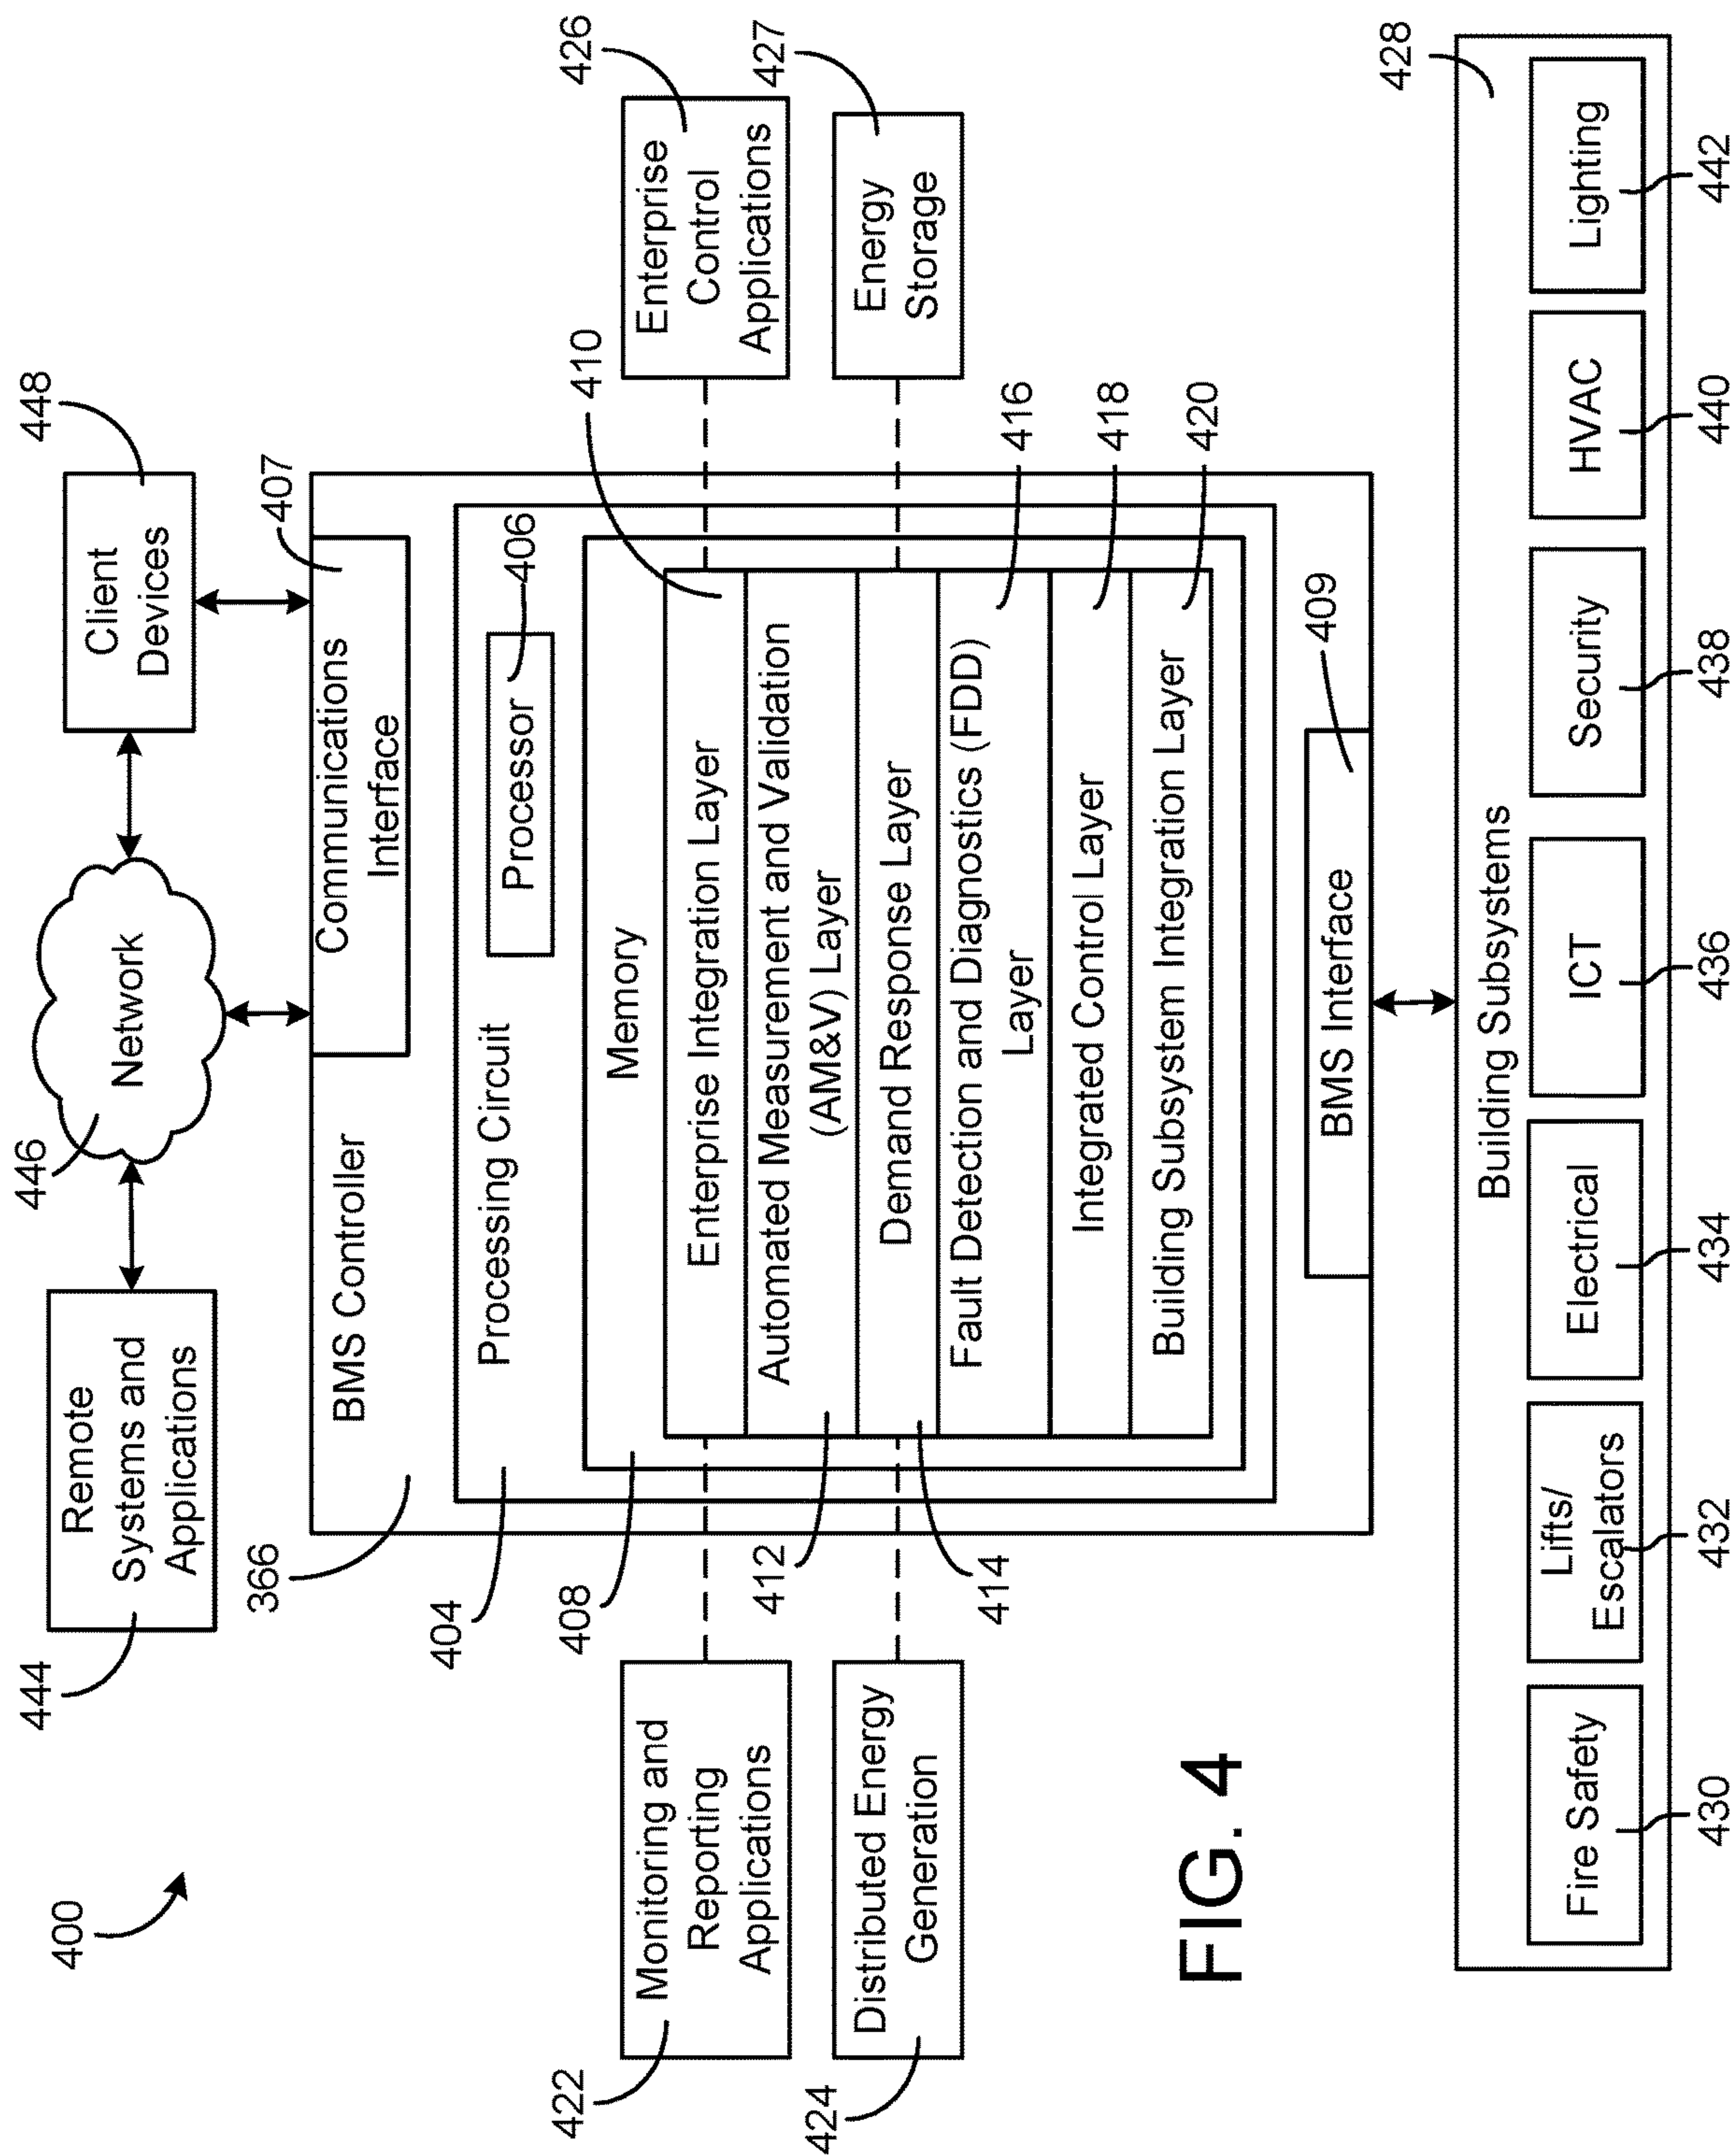 400
444
Remote
Systems and
Applications
446
Network
Client
Devices
448
366
BMS Controller
Communications
Interface
407
404
Processing Circuit
Processor
406
408
Memory
410
Enterprise Integration Layer
Automated Measurement and Validation
(AM&V) Layer
412
Demand Response Layer
414
Fault Detection and Diagnostics (FDD)
Layer
416
Integrated Control Layer
418
Building Subsystem Integration Layer
420
422
Monitoring and
Reporting
Applications
424
Distributed Energy
Generation
Enterprise
Control
Applications
426
Energy
Storage
427
BMS Interface
409
FIG. 4
Building Subsystems
428
Fire Safety
Lifts/
Escalators
Electrical
ICT
Security
HVAC
Lighting
430
432
434
436
438
440
442